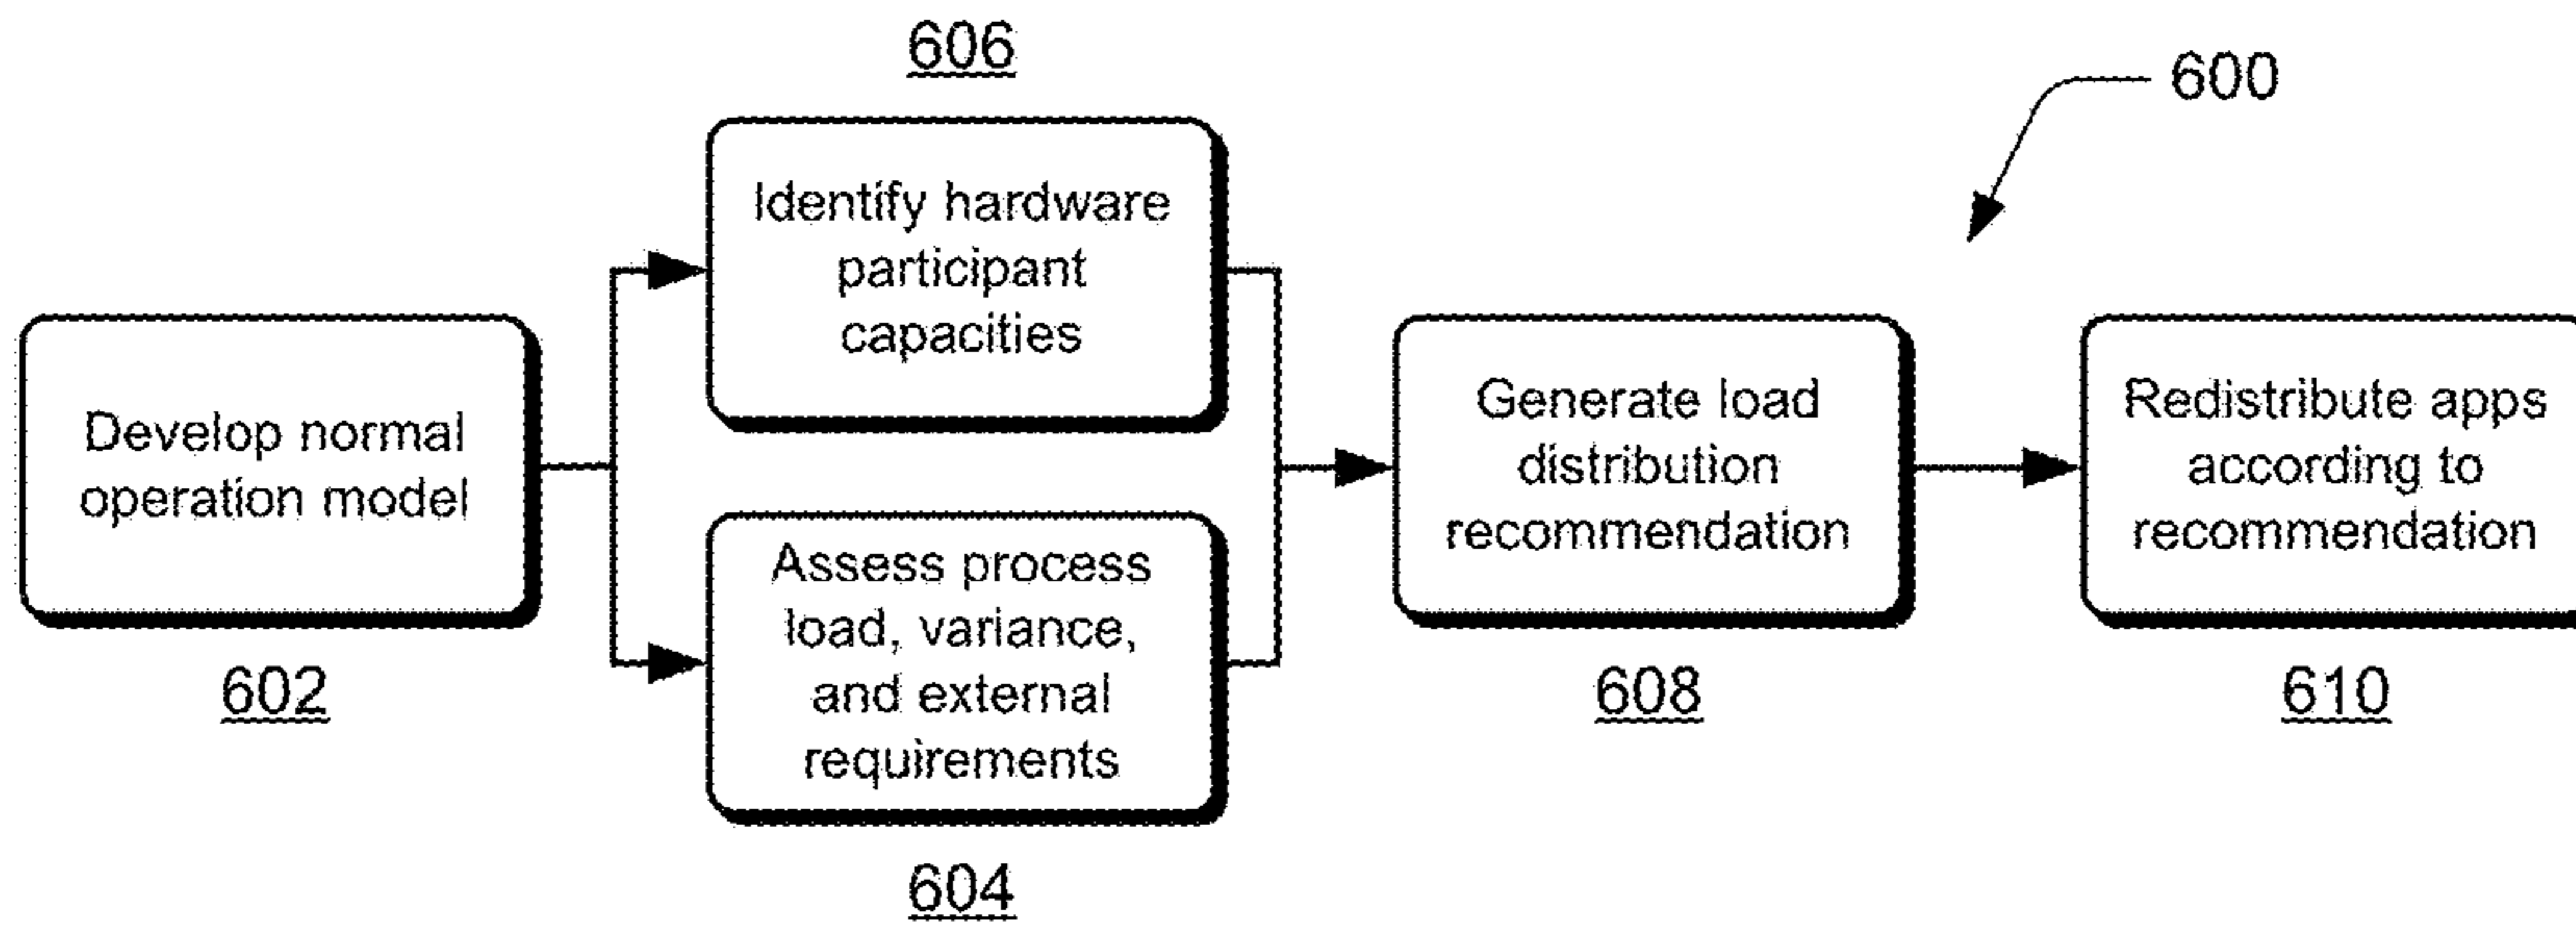 606
600
Identify hardware
participant
capacities
Develop normal
operation model
602
Assess process
load, variance,
and external
requirements
604
Generate load
distribution
recommendation
608
Redistribute apps
according to
recommendation
610